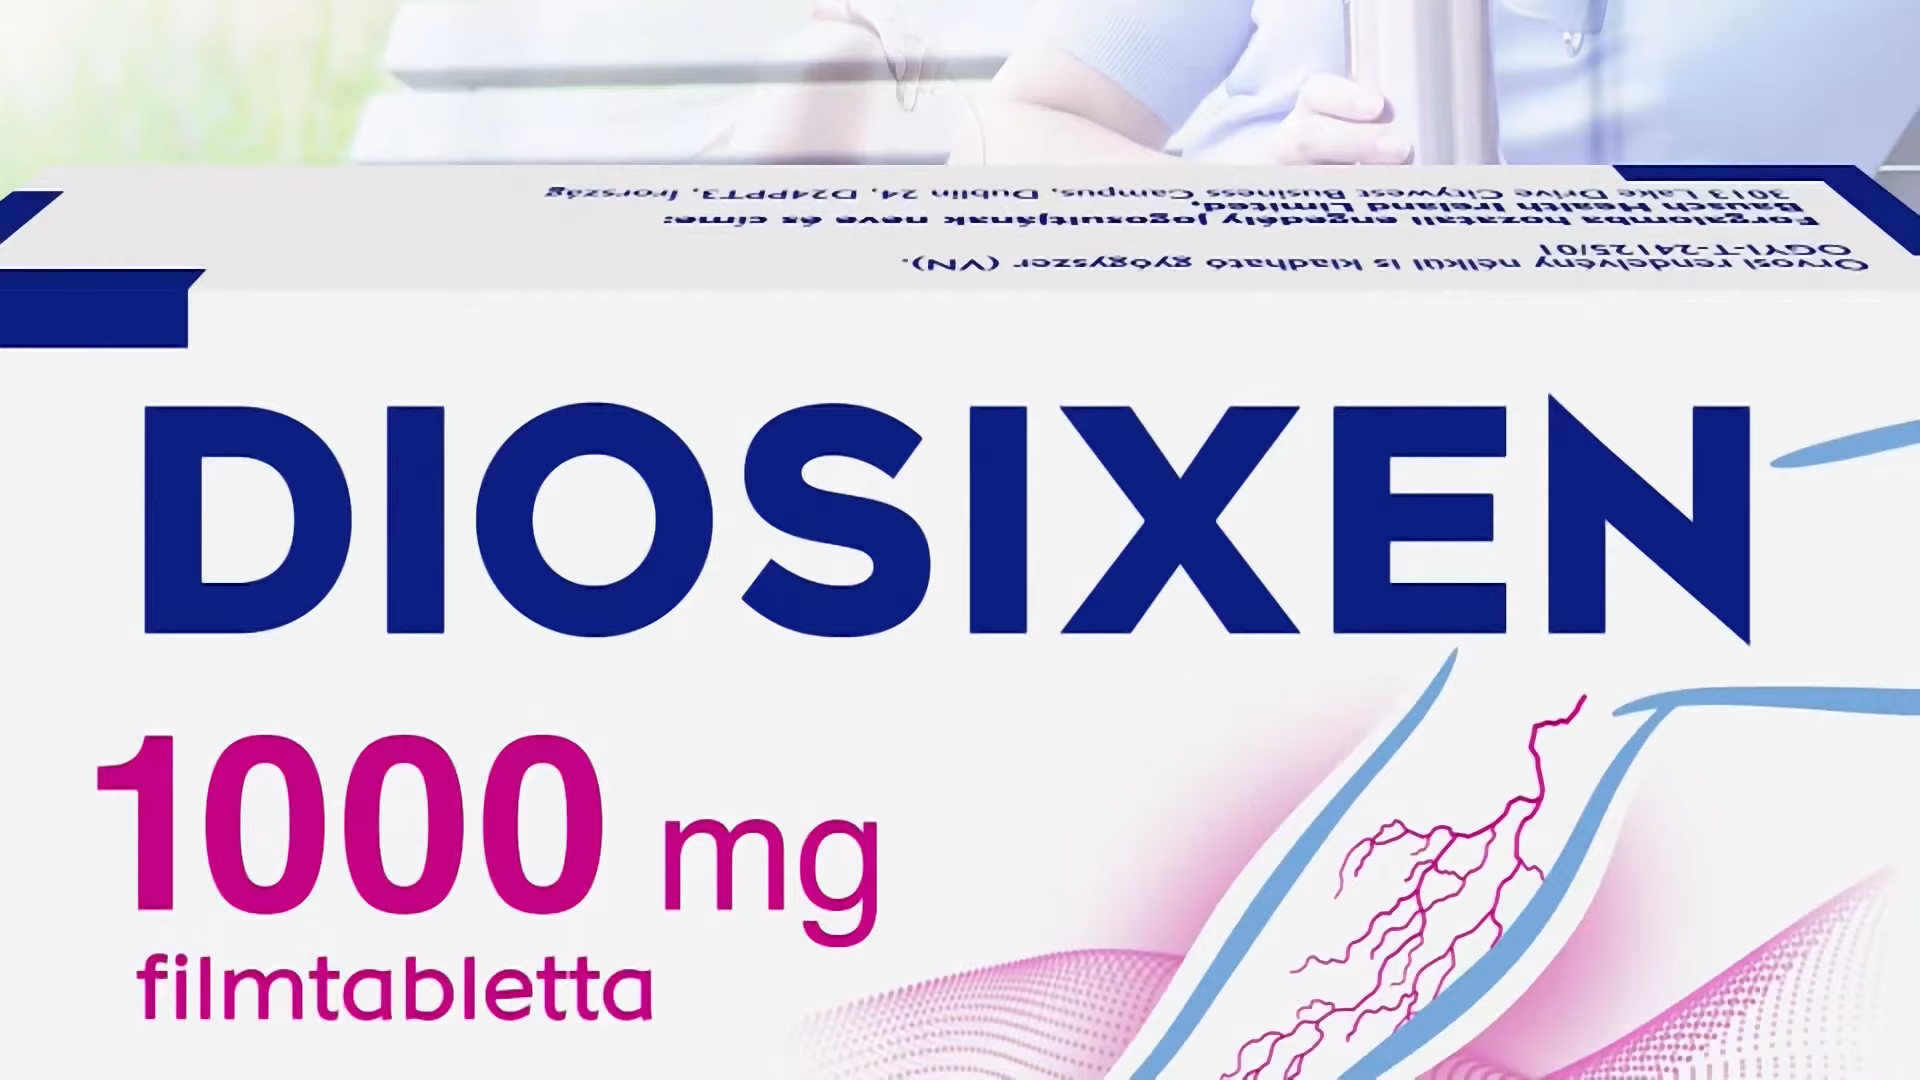 Orvosi rendelvény nélkül is kiadható gyógyszer (VN).
OGYI-T-24125/01
Forgalomba hozatali engedély jogosultjának neve és címe:
Bausch Health Ireland Limited,
3013 Lake Drive Citywest Business Campus, Dublin 24, D24PPT3, Írország
DIOSIXEN
1000 mg
filmtabletta